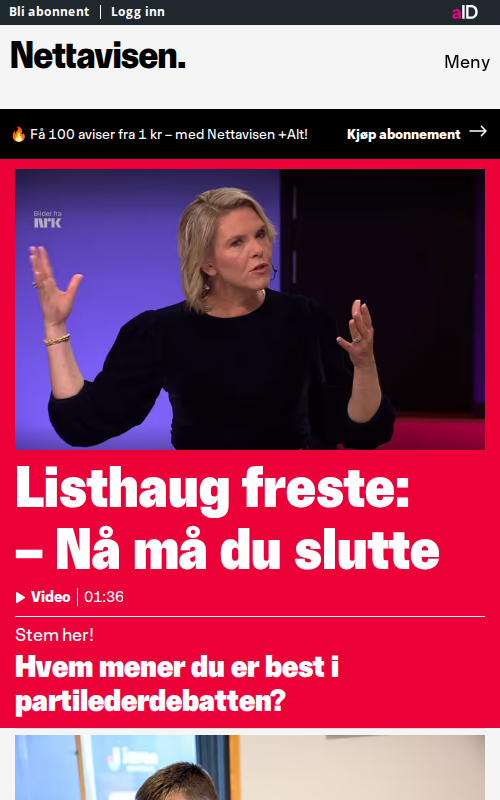 Bli abonnent | Logg inn
aID
Nettavisen.
Meny
🔥 Få 100 aviser fra 1 kr – med Nettavisen +Alt!
Kjøp abonnement →
Bilder fra
nrk
Listhaug freste:
– Nå må du slutte
Video | 01:36
Stem her!
Hvem mener du er best i
partilederdebatten?